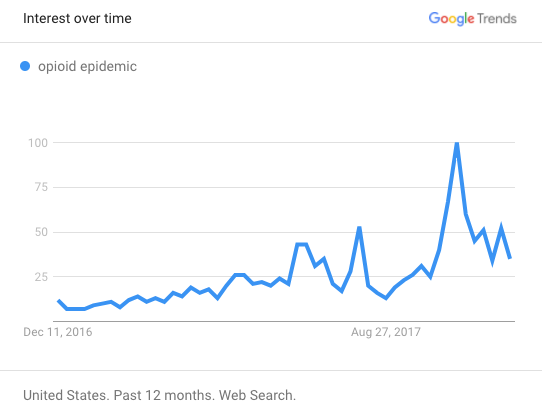 Interest over time
Google Trends
opioid epidemic
100
75
50
25
Dec 11, 2016
Aug 27, 2017
United States. Past 12 months. Web Search.